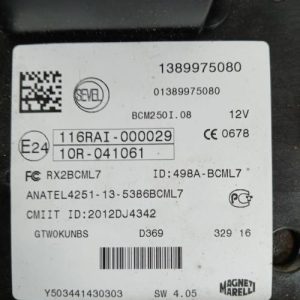 1389975080
SEVEL
01389975080
BCM250I.08 12V
E24
116RAI-000029
10R-041061
CE 0678
FC RX2BCML7 ID:498A-BCML7
ANATEL4251-13-5386BCML7
CMIIT ID:2012DJ4342
GTW0KUNBS D369 329 16
Y503441430303 SW 4.05
MAGNETI
MARELLI